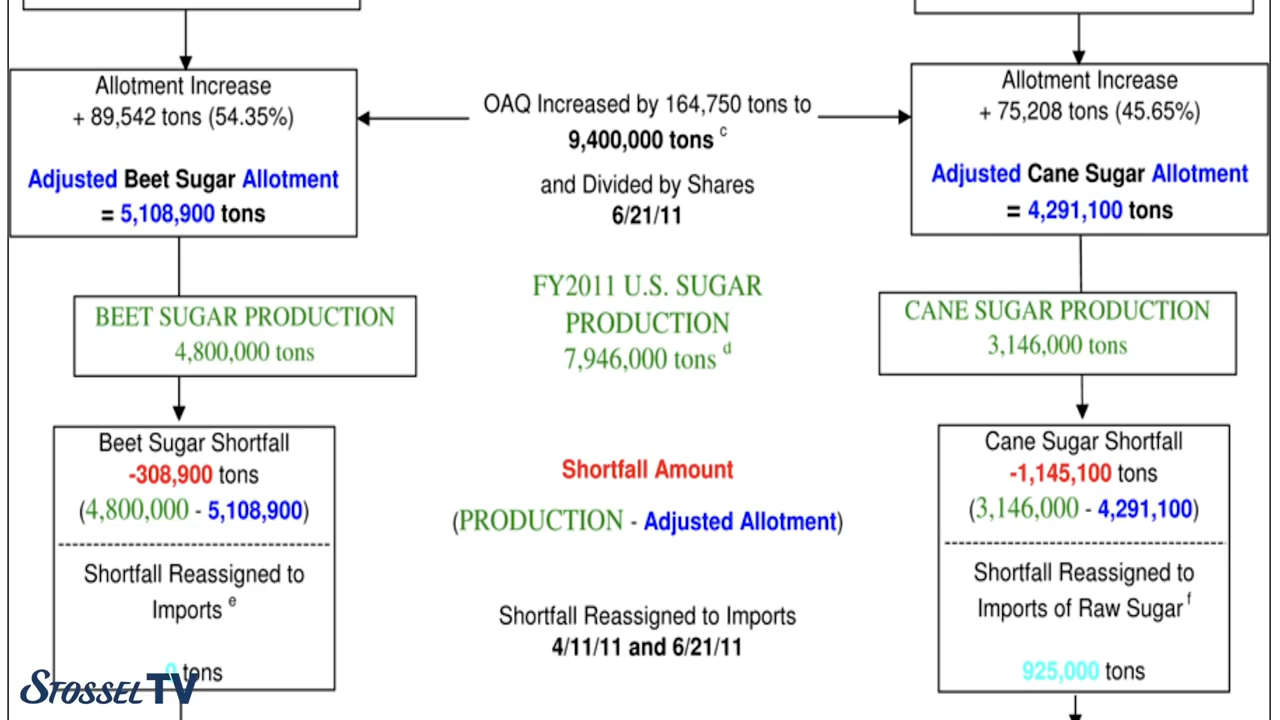 Allotment Increase
+ 89,542 tons (54.35%)
Adjusted Beet Sugar Allotment
= 5,108,900 tons
OAQ Increased by 164,750 tons to
9,400,000 tons c
and Divided by Shares
6/21/11
Allotment Increase
+ 75,208 tons (45.65%)
Adjusted Cane Sugar Allotment
= 4,291,100 tons
BEET SUGAR PRODUCTION
4,800,000 tons
FY2011 U.S. SUGAR
PRODUCTION
7,946,000 tons d
CANE SUGAR PRODUCTION
3,146,000 tons
Beet Sugar Shortfall
-308,900 tons
(4,800,000 - 5,108,900)
Shortfall Reassigned to
Imports e
0 tons
Shortfall Amount
(PRODUCTION - Adjusted Allotment)
Shortfall Reassigned to Imports
4/11/11 and 6/21/11
Cane Sugar Shortfall
-1,145,100 tons
(3,146,000 - 4,291,100)
Shortfall Reassigned to
Imports of Raw Sugar f
925,000 tons
STOSSEL TV